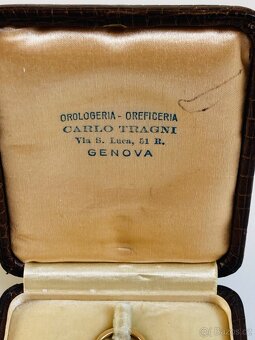 OROLOGERIA - OREFICERIA
CARLO TRAGNI
Via S. Luca, 51 R.
GENOVA